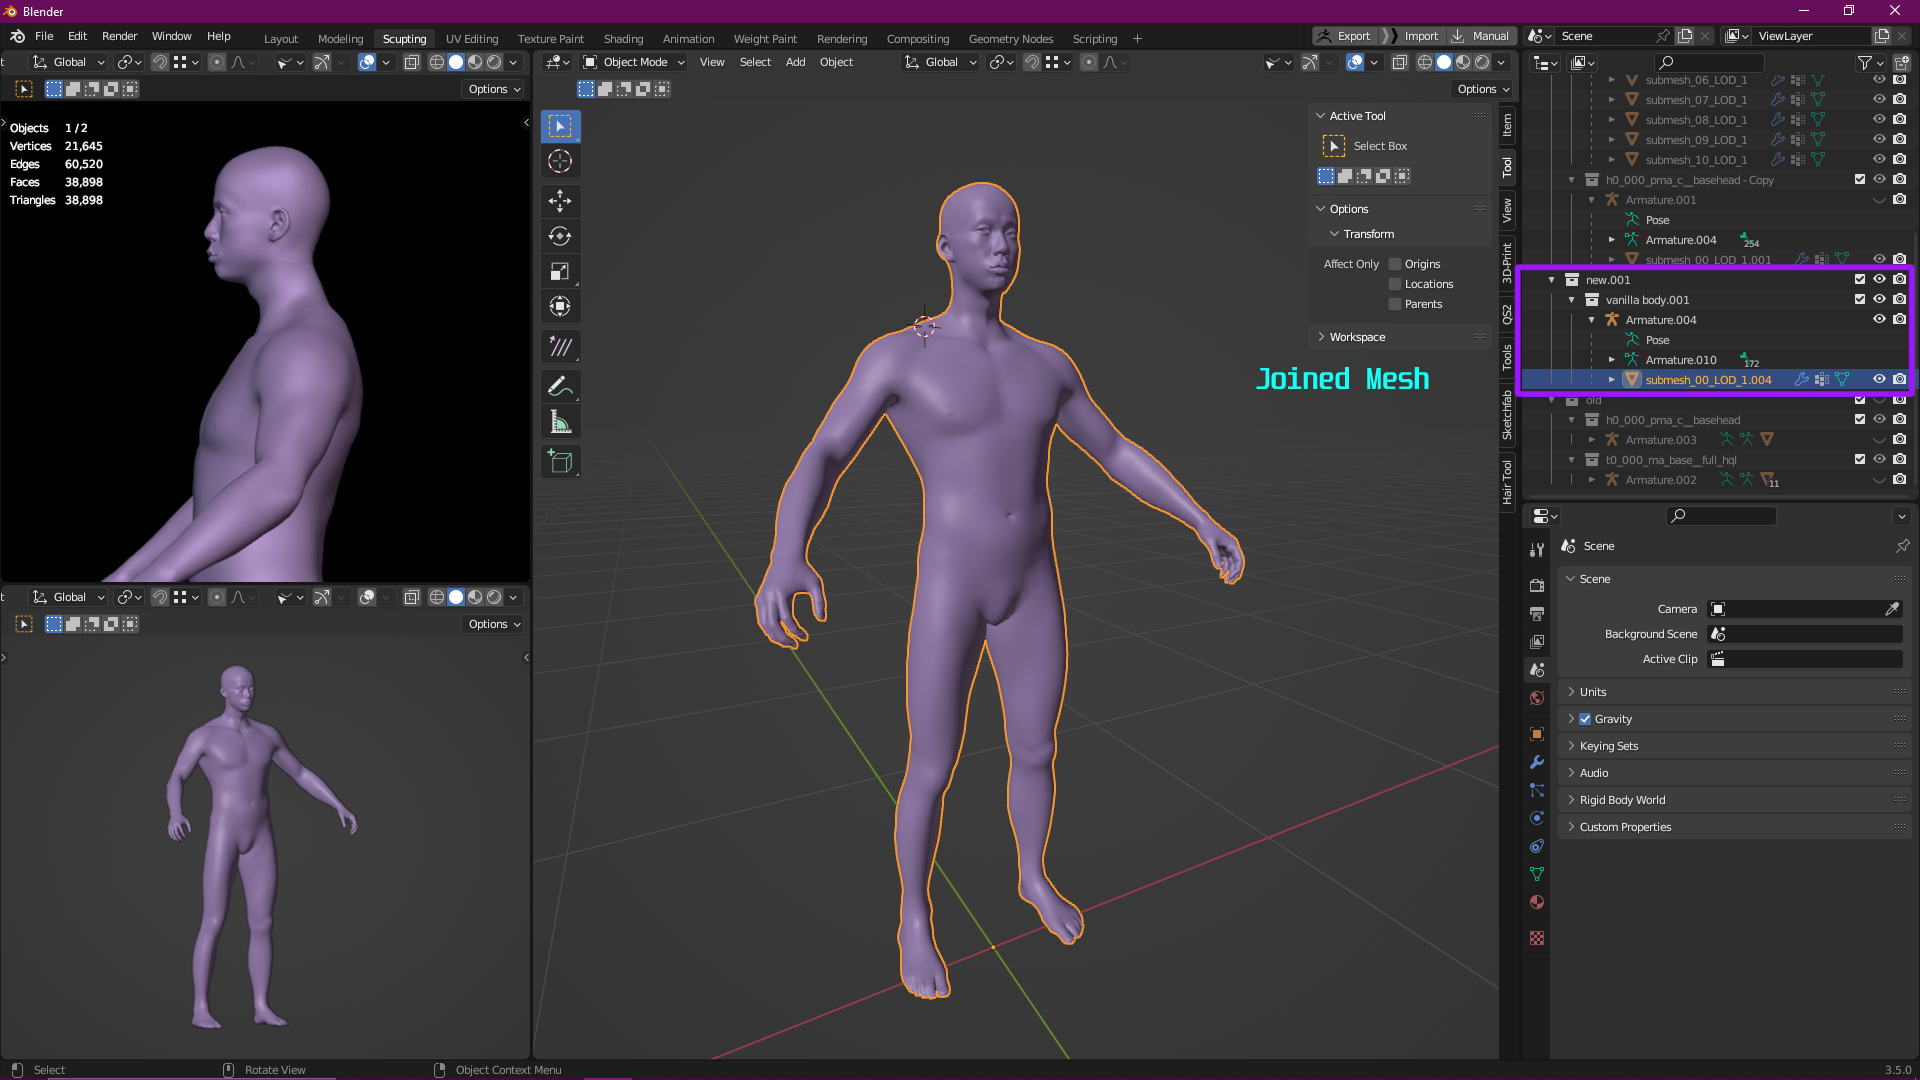 Blender
File Edit Render Window Help
Layout Modeling Scupting UV Editing Texture Paint Shading Animation Weight Paint Rendering Compositing Geometry Nodes Scripting +
Export Import Manual
Scene
ViewLayer
t Global
Options
Objects 1 / 2
Vertices 21,645
Edges 60,520
Faces 38,898
Triangles 38,898
t Global
Options
Object Mode View Select Add Object Global
Options
Active Tool
Select Box
Options
Transform
Affect Only Origins
Locations
Parents
Workspace
Joined Mesh
Item
Tool
View
3D-Print
QS2
Tools
Sketchfab
Hair Tool
submesh_06_LOD_1
submesh_07_LOD_1
submesh_08_LOD_1
submesh_09_LOD_1
submesh_10_LOD_1
h0_000_pma_c__basehead - Copy
Armature.001
Pose
Armature.004 254
submesh_00_LOD_1.001
new.001
vanilla body.001
Armature.004
Pose
Armature.010 172
submesh_00_LOD_1.004
old
h0_000_pma_c__basehead
Armature.003
t0_000_ma_base__full_hql
Armature.002 11
Scene
Scene
Camera
Background Scene
Active Clip
Units
Gravity
Keying Sets
Audio
Rigid Body World
Custom Properties
Select Rotate View Object Context Menu 3.5.0